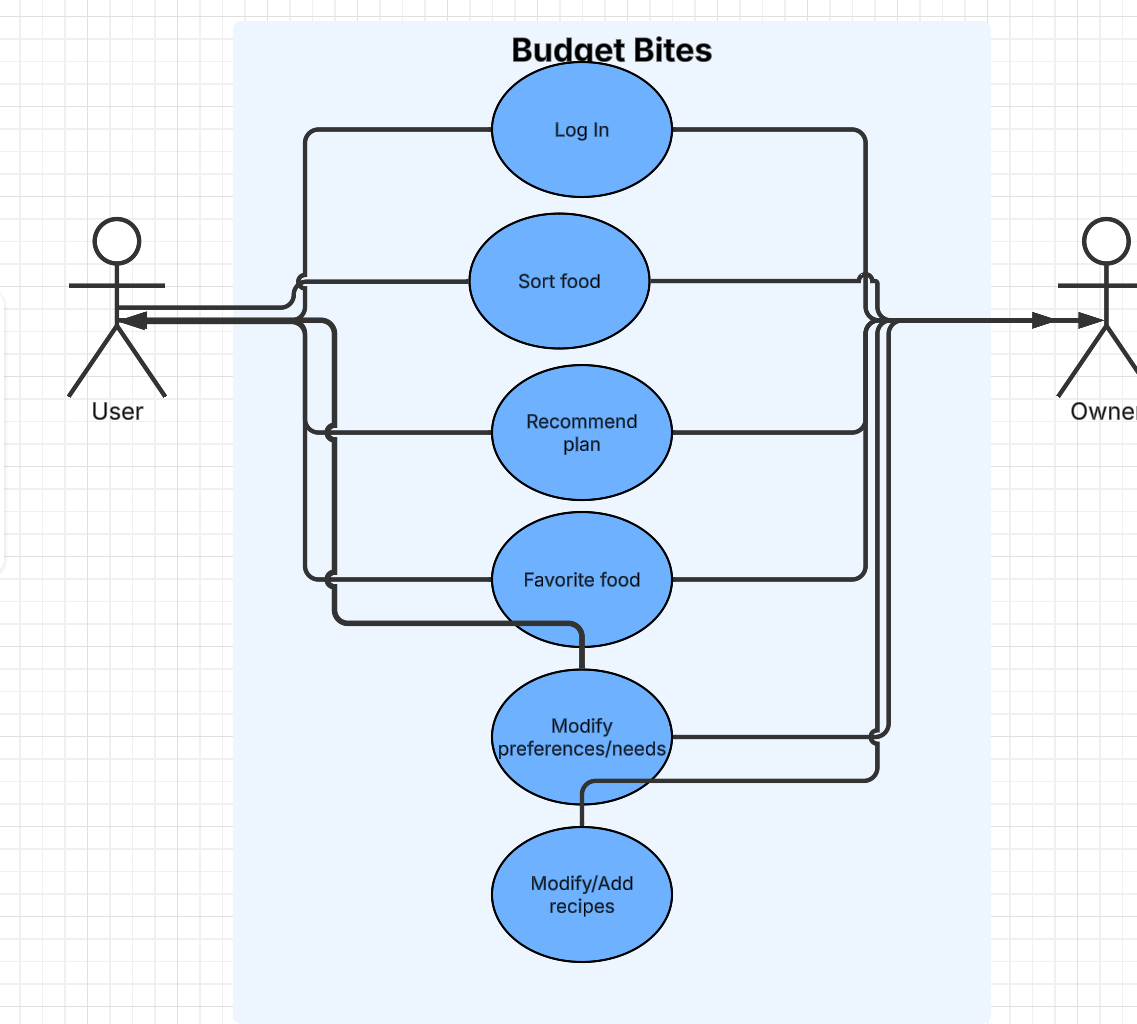 Budget Bites
Log In
Sort food
User
Owner
Recommend
plan
Favorite food
Modify
preferences/needs
Modify/Add
recipes